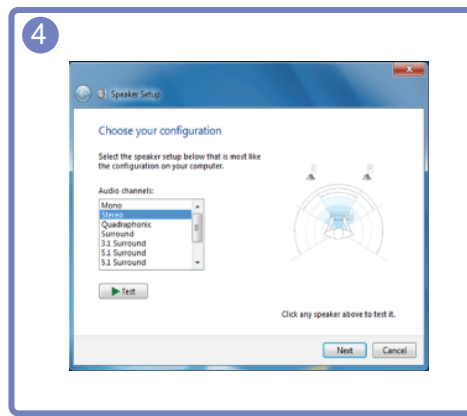 4
Speaker Setup
Choose your configuration
Select the speaker setup below that is most like
the configuration on your computer.
Audio channels:
Mono
Stereo
Quadraphonic
Surround
3.1 Surround
5.1 Surround
5.1 Surround
Test
Click any speaker above to test it.
Next
Cancel